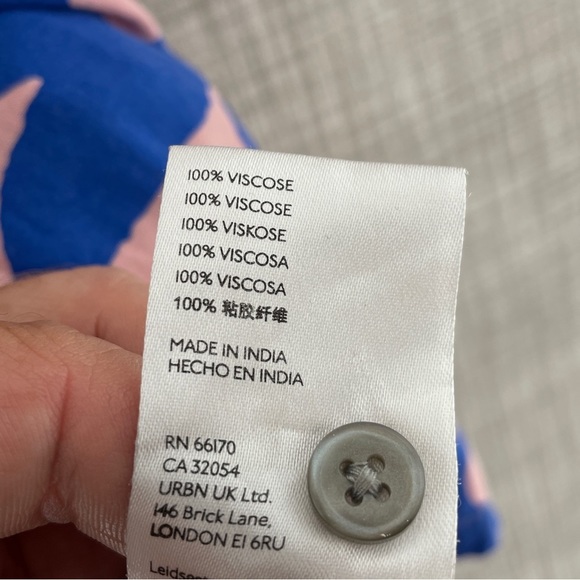 100% VISCOSE
100% VISCOSE
100% VISKOSE
100% VISCOSA
100% VISCOSA
100% 粘胶纤维
MADE IN INDIA
HECHO EN INDIA
RN 66170
CA 32054
URBN UK Ltd.
146 Brick Lane,
LONDON E1 6RU